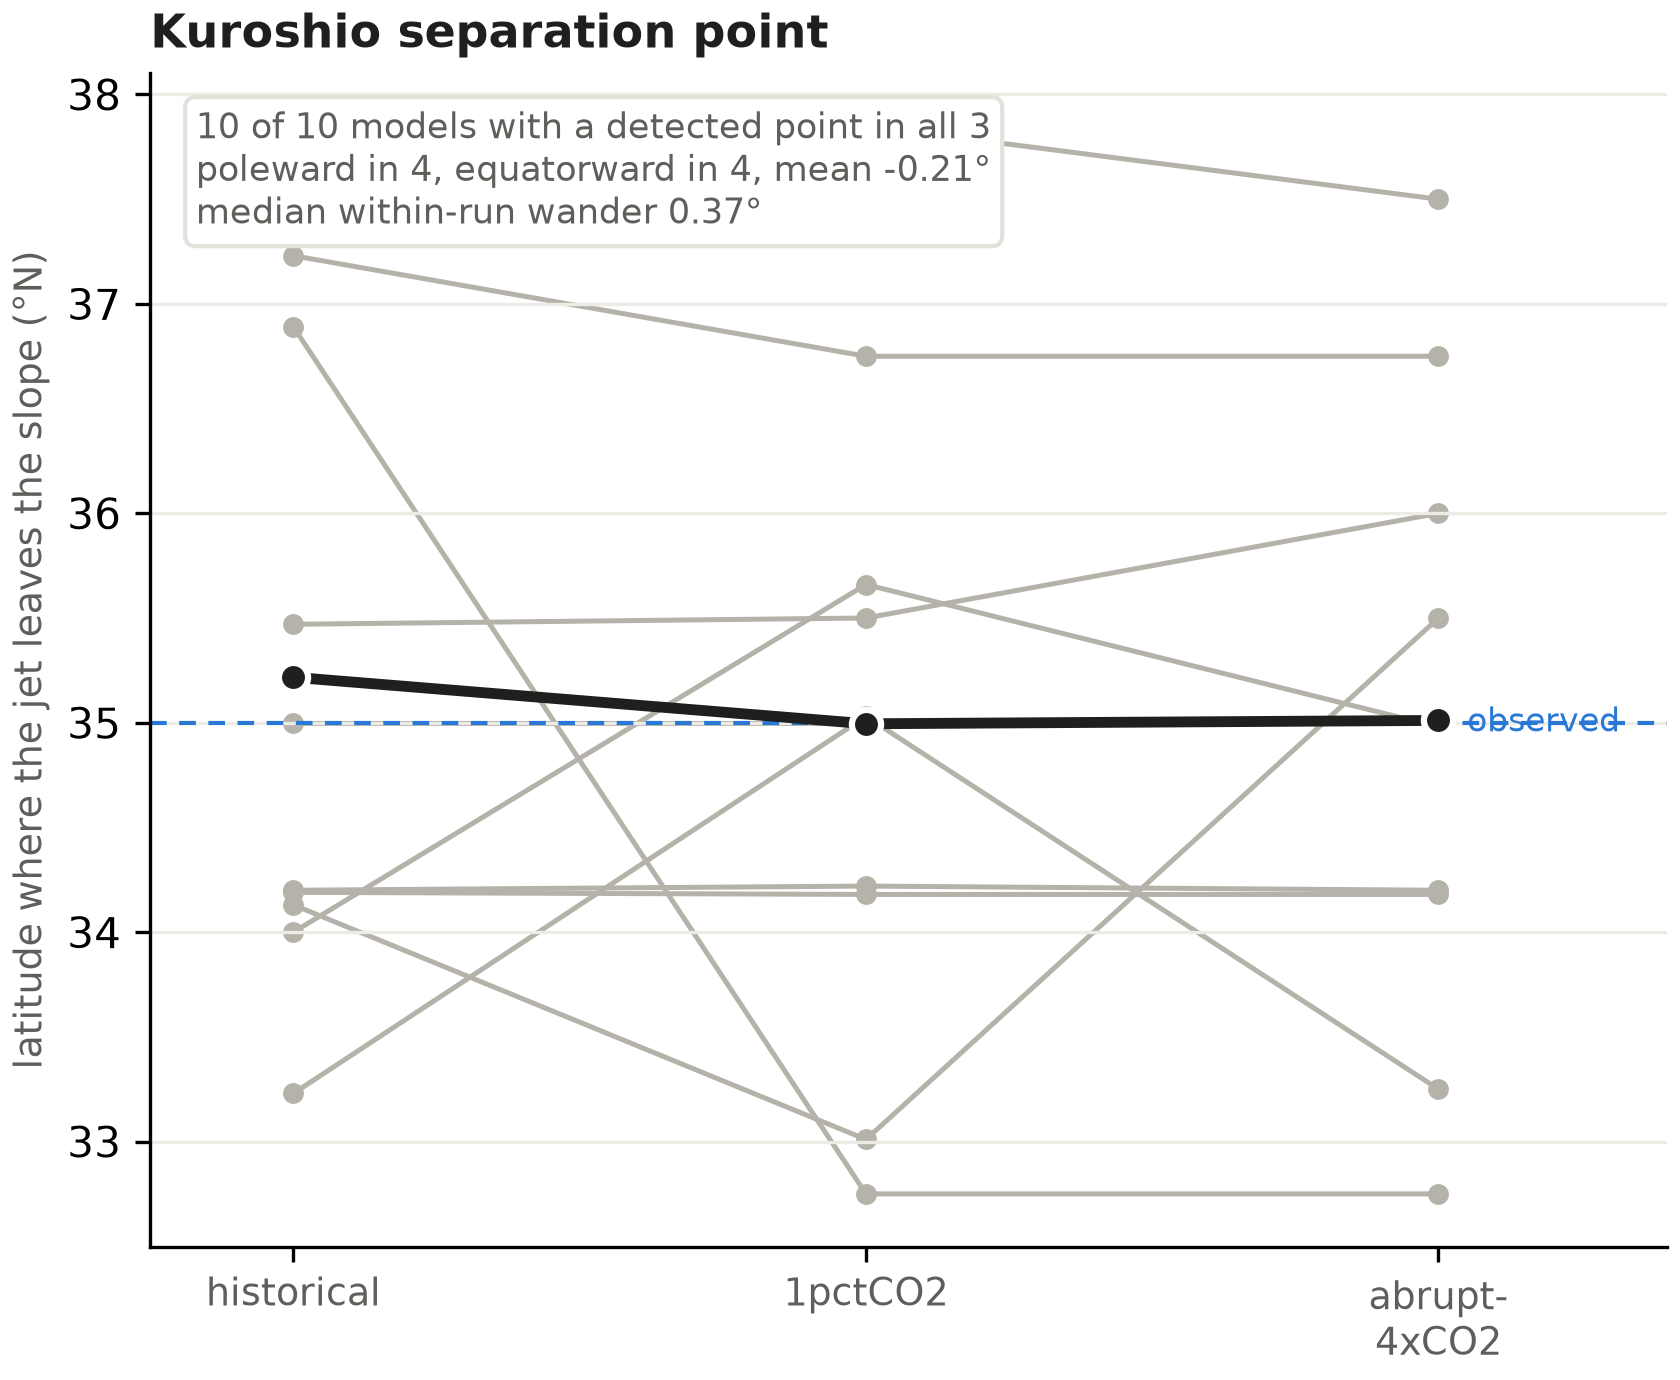 Kuroshio separation point
10 of 10 models with a detected point in all 3
poleward in 4, equatorward in 4, mean -0.21°
median within-run wander 0.37°
latitude where the jet leaves the slope (°N)
38
37
36
35
34
33
observed
historical
1pctCO2
abrupt-
4xCO2